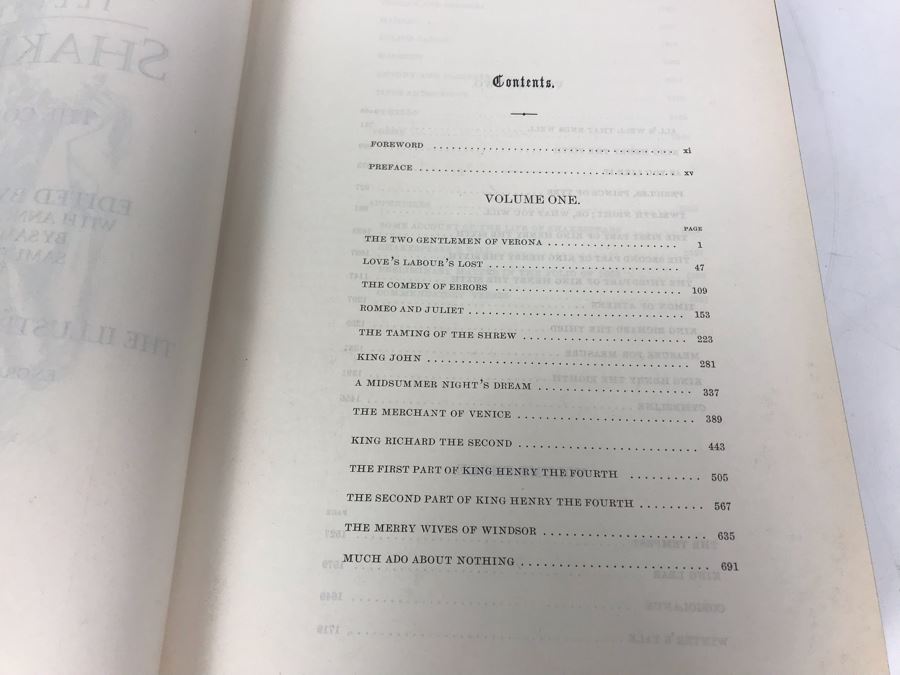 Contents.
FOREWORD .......... xi
PREFACE .......... xv
VOLUME ONE.
PAGE
THE TWO GENTLEMEN OF VERONA .......... 1
LOVE'S LABOUR'S LOST .......... 47
THE COMEDY OF ERRORS .......... 109
ROMEO AND JULIET .......... 153
THE TAMING OF THE SHREW .......... 223
KING JOHN .......... 281
A MIDSUMMER NIGHT'S DREAM .......... 337
THE MERCHANT OF VENICE .......... 389
KING RICHARD THE SECOND .......... 443
THE FIRST PART OF KING HENRY THE FOURTH .......... 505
THE SECOND PART OF KING HENRY THE FOURTH .......... 567
THE MERRY WIVES OF WINDSOR .......... 635
MUCH ADO ABOUT NOTHING .......... 691